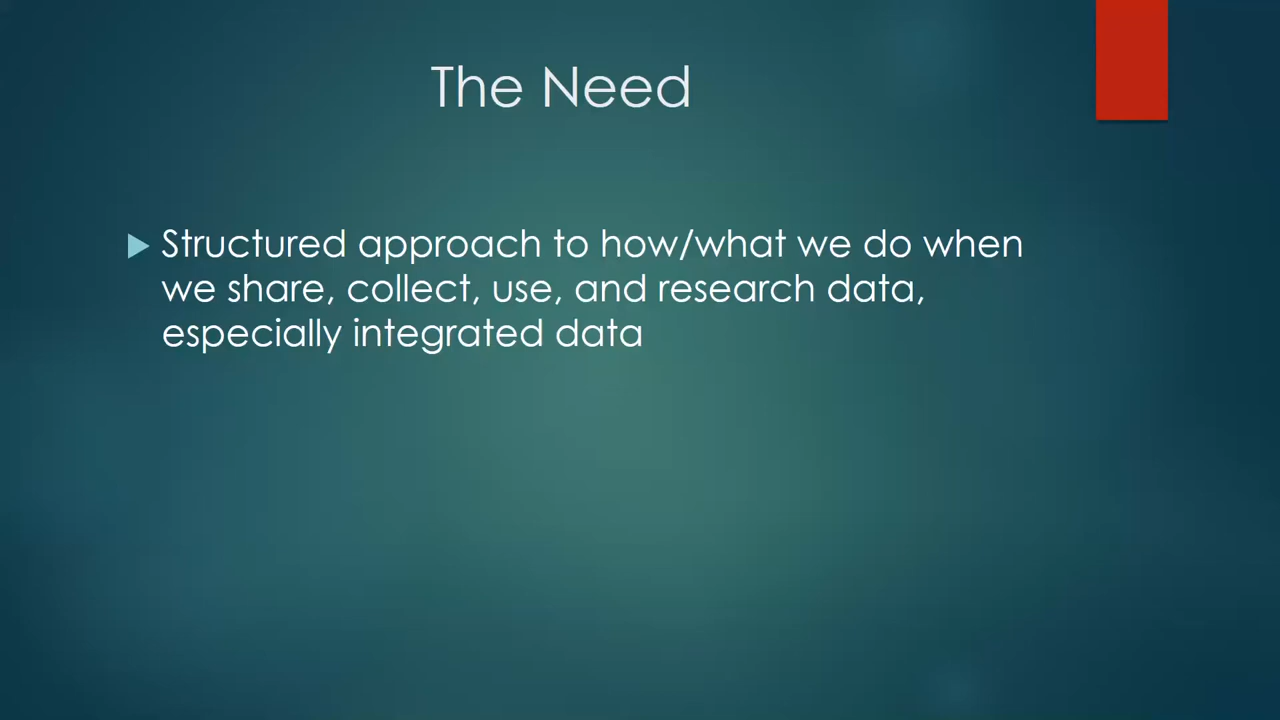 The Need
Structured approach to how/what we do when
we share, collect, use, and research data,
especially integrated data